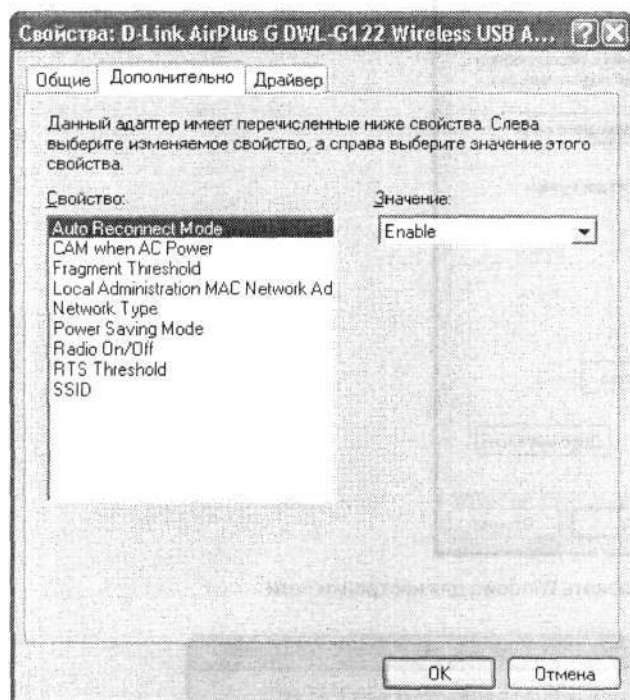 Свойства: D-Link AirPlus G DWL-G122 Wireless USB A...
Общие Дополнительно Драйвер
Данный адаптер имеет перечисленные ниже свойства. Слева
выберите изменяемое свойство, а справа выберите значение этого
свойства.
Свойство: Значение:
Auto Reconnect Mode Enable
CAM when AC Power
Fragment Threshold
Local Administration MAC Network Ad
Network Type
Power Saving Mode
Radio On/Off
RTS Threshold
SSID
OK Отмена